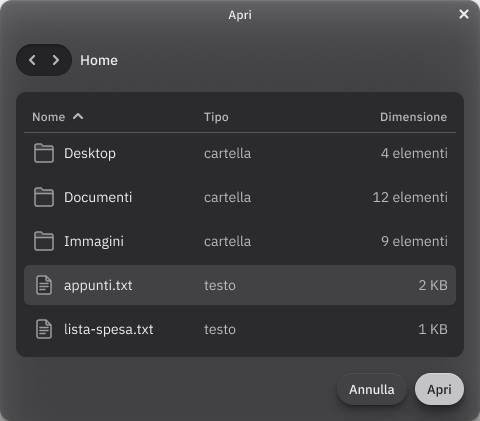 Apri
Home
Nome Tipo Dimensione
Desktop cartella 4 elementi
Documenti cartella 12 elementi
Immagini cartella 9 elementi
appunti.txt testo 2 KB
lista-spesa.txt testo 1 KB
Annulla Apri